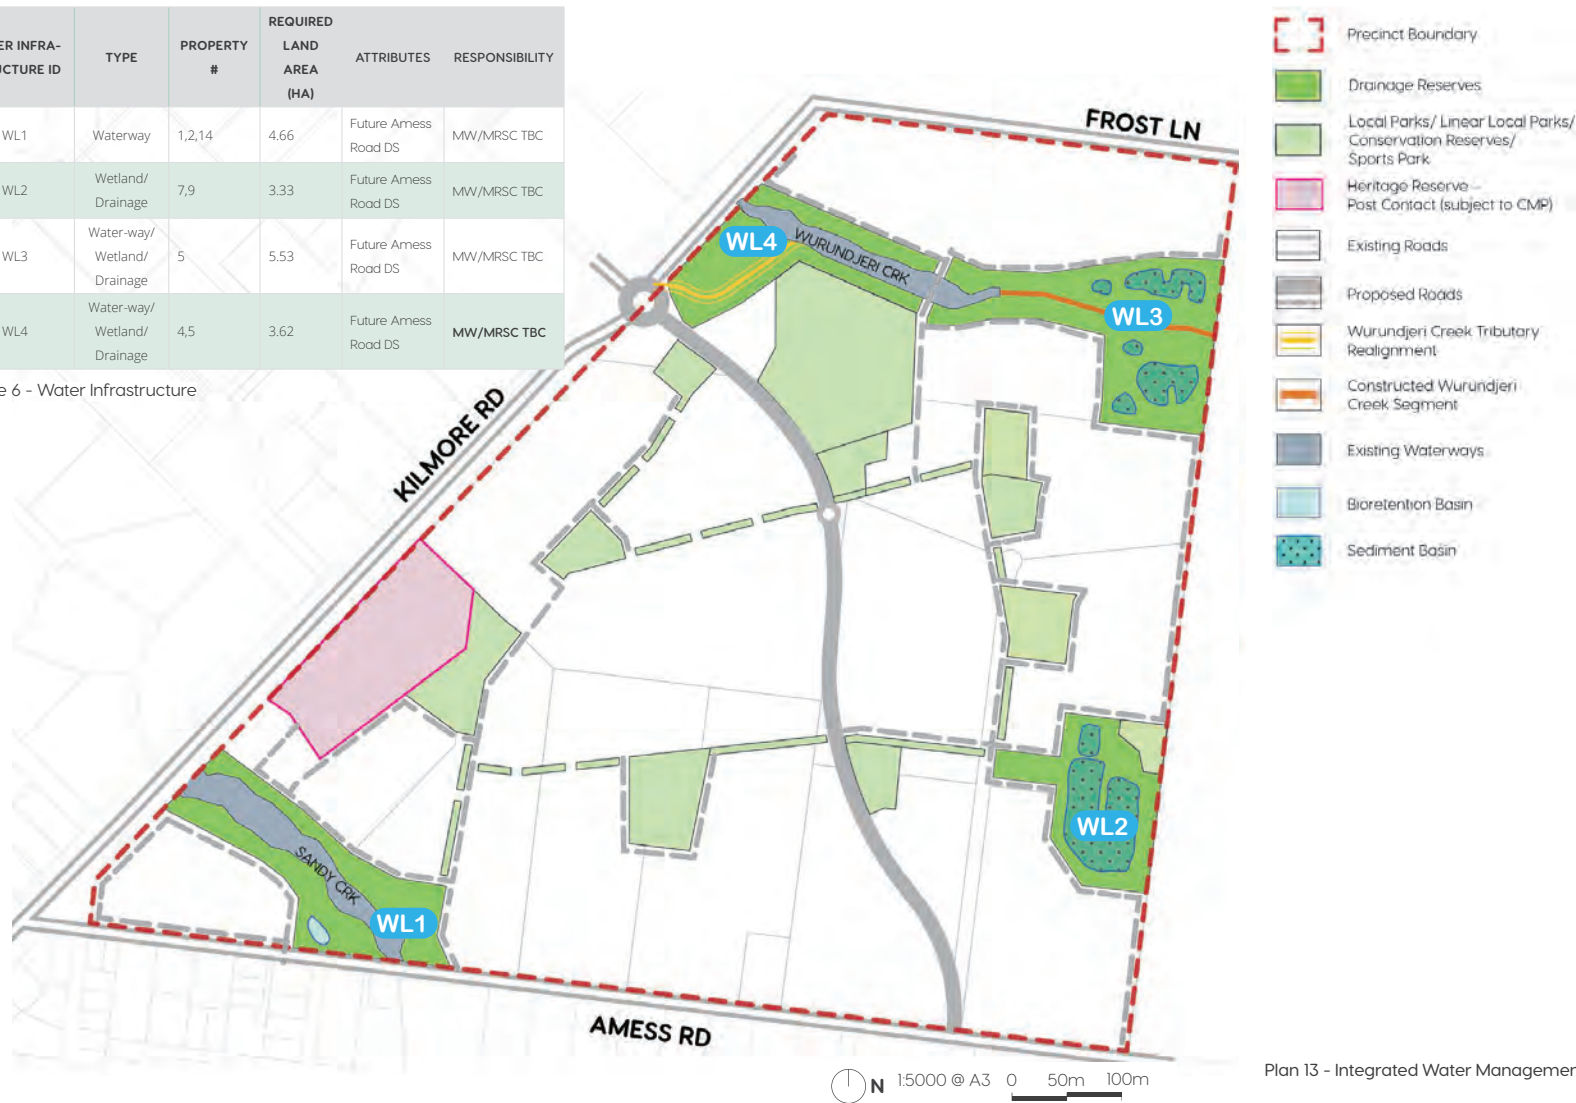 REQUIRED
ER INFRA-
LAND
UCTURE ID
TYPE
PROPERTY
#
AREA
(HA)
ATTRIBUTES
RESPONSIBILITY
WL1
Waterway
1,2,14
4.66
Future Amess
Road DS
MW/MRSC TBC
WL2
Wetland/
Drainage
7,9
3.33
Future Amess
Road DS
MW/MRSC TBC
WL3
Water-way/
Wetland/
Drainage
5
5.53
Future Amess
Road DS
MW/MRSC TBC
WL4
Water-way/
Wetland/
Drainage
4,5
3.62
Future Amess
Road DS
MW/MRSC TBC
e 6 - Water Infrastructure
FROST LN
WL4
WURUNDJERI CRK
WL3
KILMORE RD
WL2
SANDY CRK
WL1
AMESS RD
N
1:5000 @ A3
0
50m
100m
Precinct Boundary
Drainage Reserves
Local Parks/ Linear Local Parks/
Conservation Reserves/
Sports Park
Heritage Reserve –
Post Contact (subject to CMP)
Existing Roads
Proposed Roads
Wurundjeri Creek Tributary
Realignment
Constructed Wurundjeri
Creek Segment
Existing Waterways
Bioretention Basin
Sediment Basin
Plan 13 - Integrated Water Managemen